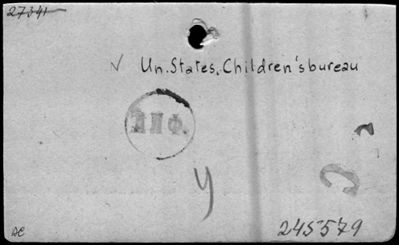 27341
✓ Un. States. Children's bureau
У
245579